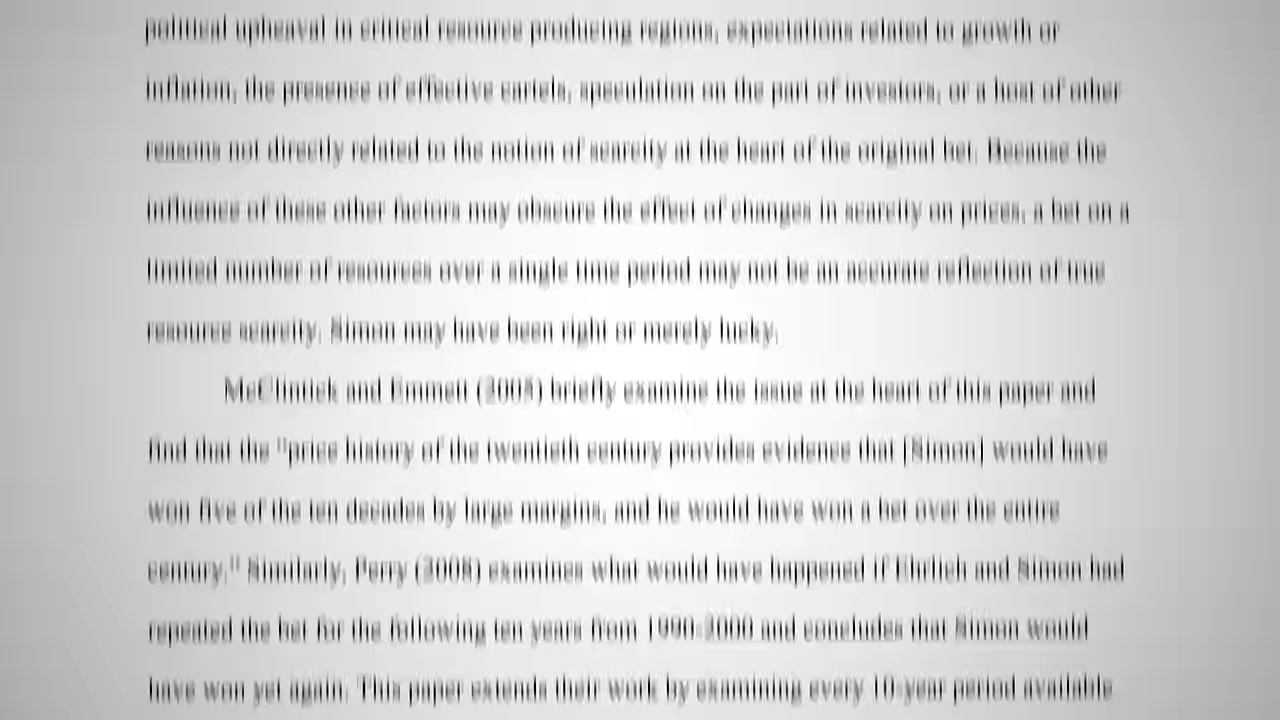 political upheaval in critical resource producing regions, expectations related to growth or
inflation, the presence of effective cartels, speculation on the part of investors, or a host of other
reasons not directly related to the notion of scarcity at the heart of the original bet. Because the
influence of these other factors may obscure the effect of changes in scarcity on prices, a bet on a
limited number of resources over a single time period may not be an accurate reflection of true
resource scarcity. Simon may have been right or merely lucky.
McClintick and Emmett (2005) briefly examine the issue at the heart of this paper and
find that the "price history of the twentieth century provides evidence that [Simon] would have
won five of the ten decades by large margins, and he would have won a bet over the entire
century." Similarly, Perry (2008) examines what would have happened if Ehrlich and Simon had
repeated the bet for the following ten years from 1990-2000 and concludes that Simon would
have won yet again. This paper extends their work by examining every 10-year period available